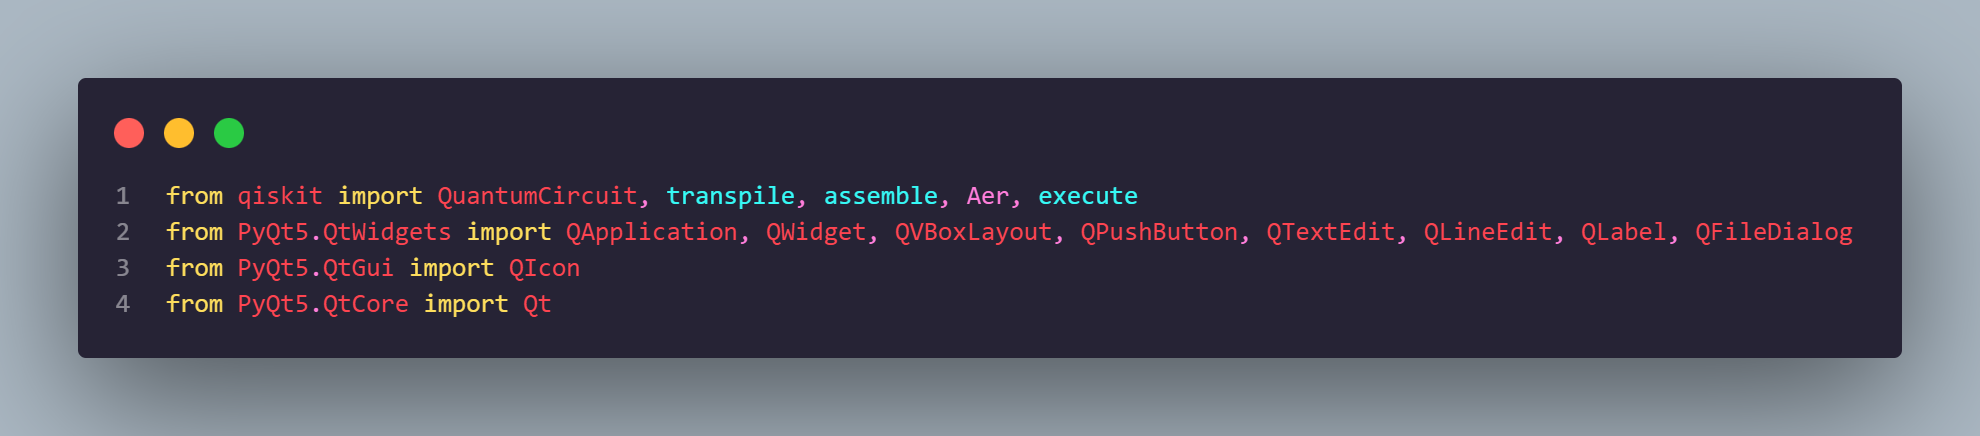 1 from qiskit import QuantumCircuit, transpile, assemble, Aer, execute
2 from PyQt5.QtWidgets import QApplication, QWidget, QVBoxLayout, QPushButton, QTextEdit, QLineEdit, QLabel, QFileDialog
3 from PyQt5.QtGui import QIcon
4 from PyQt5.QtCore import Qt